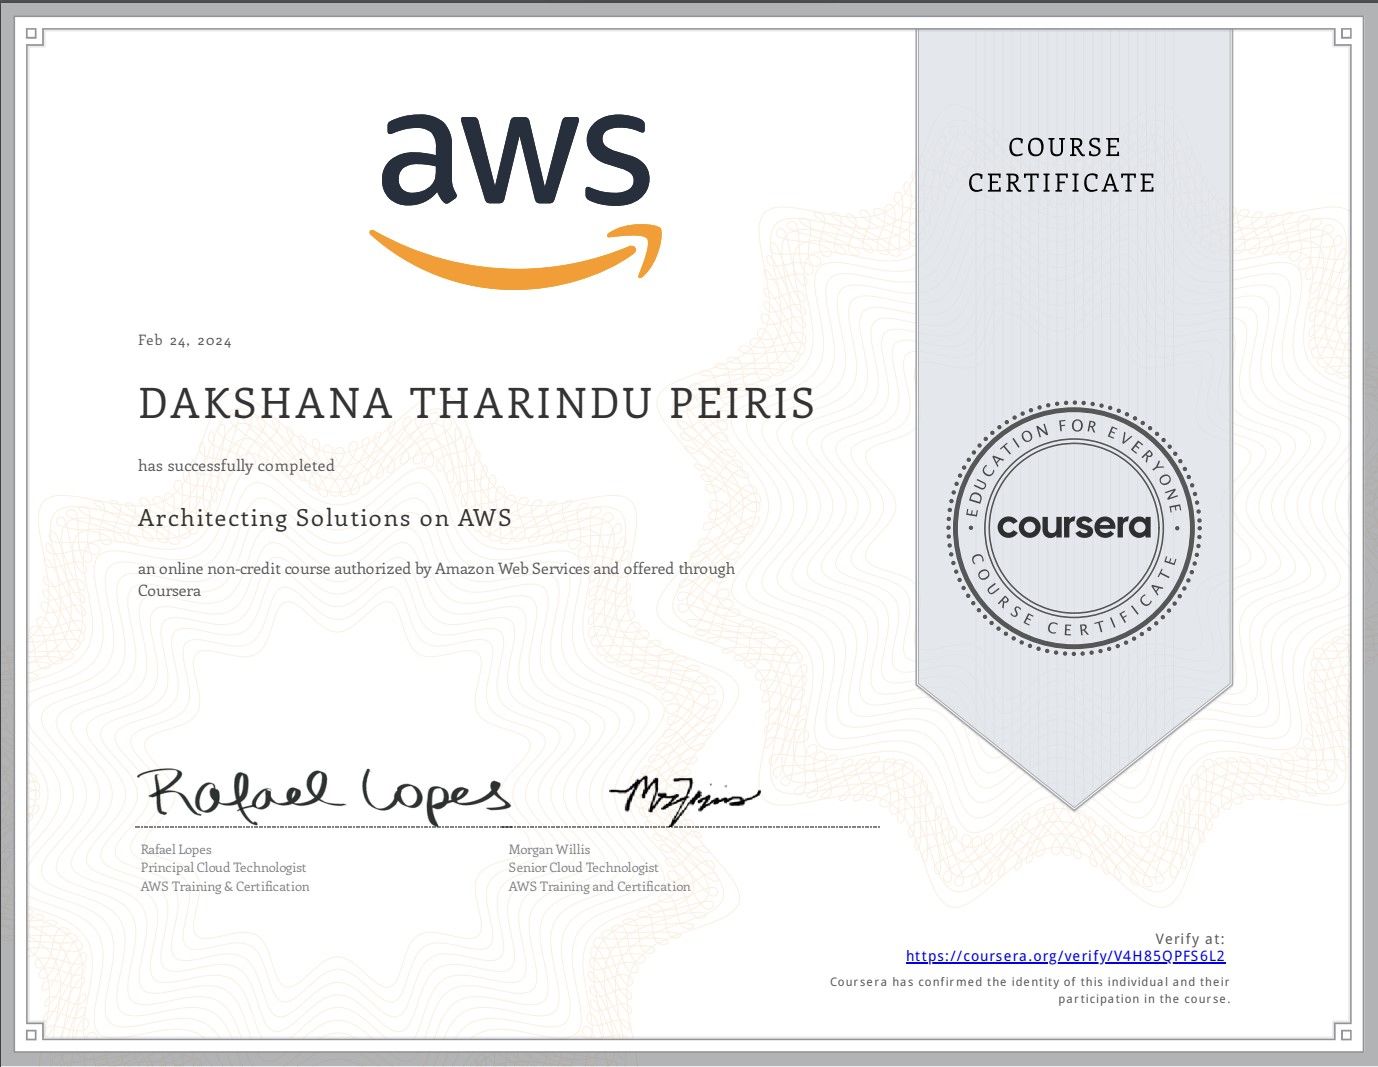 aws
COURSE
CERTIFICATE
Feb 24, 2024
DAKSHANA THARINDU PEIRIS
has successfully completed
Architecting Solutions on AWS
an online non-credit course authorized by Amazon Web Services and offered through
Coursera
EDUCATION FOR EVERYONE
coursera
COURSE CERTIFICATE
Rafael Lopes
Rafael Lopes
Principal Cloud Technologist
AWS Training & Certification
Morgan Willis
Senior Cloud Technologist
AWS Training and Certification
Verify at:
https://coursera.org/verify/V4H85QPFS6L2
Coursera has confirmed the identity of this individual and their
participation in the course.